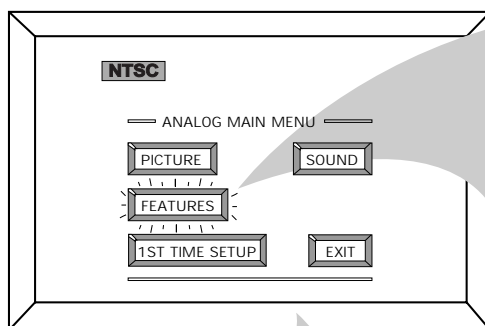 NTSC
ANALOG MAIN MENU
PICTURE SOUND
FEATURES
1ST TIME SETUP EXIT